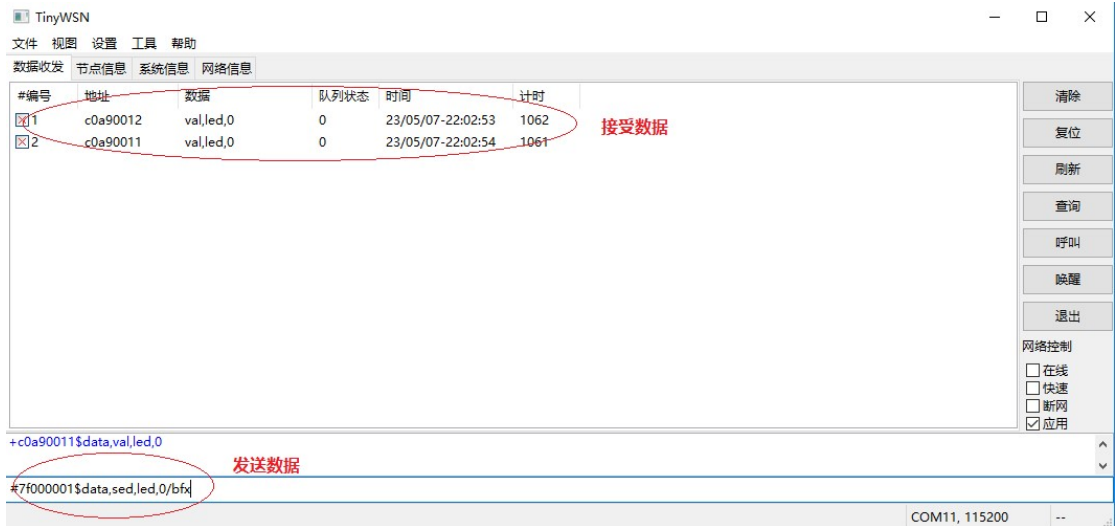 TinyWSN
文件 视图 设置 工具 帮助
数据收发 节点信息 系统信息 网络信息
#编号 地址 数据 队列状态 时间 计时
1 c0a90012 val,led,0 0 23/05/07-22:02:53 1062
2 c0a90011 val,led,0 0 23/05/07-22:02:54 1061
接受数据
清除
复位
刷新
查询
呼叫
唤醒
退出
网络控制
在线
快速
断网
应用
+c0a90011$data,val,led,0
发送数据
#7f000001$data,sed,led,0/bfx
COM11, 115200 --